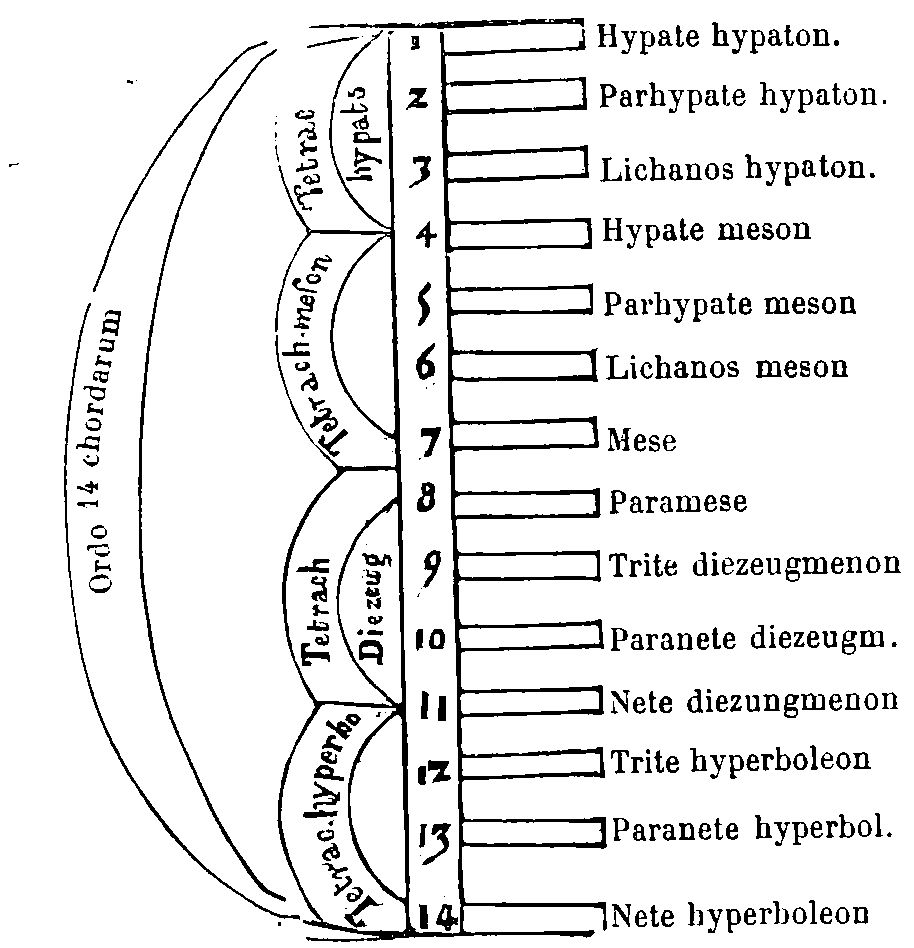 Ordo 14 chordarum
Tetrac
hypats
Tetrach.meſon
Tetrach
Diezeug
Tetrac.hyperbo
1 Hypate hypaton.
2 Parhypate hypaton.
3 Lichanos hypaton.
4 Hypate meson
5 Parhypate meson
6 Lichanos meson
7 Mese
8 Paramese
9 Trite diezeugmenon
10 Paranete diezeugm.
11 Nete diezungmenon
12 Trite hyperboleon
13 Paranete hyperbol.
14 Nete hyperboleon